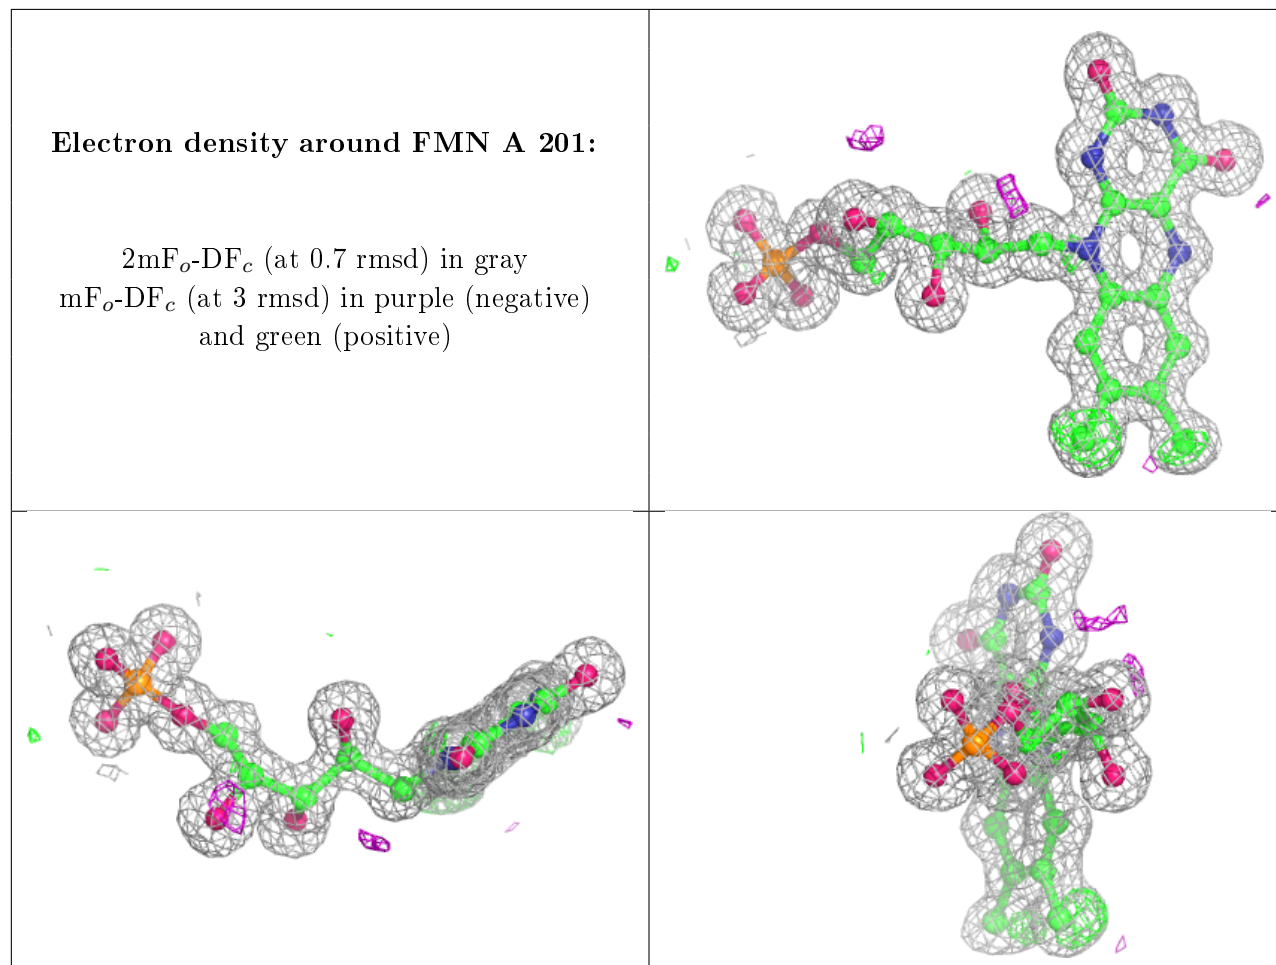 Electron density around FMN A 201:
2mFo-DFc (at 0.7 rmsd) in gray
mFo-DFc (at 3 rmsd) in purple (negative)
and green (positive)